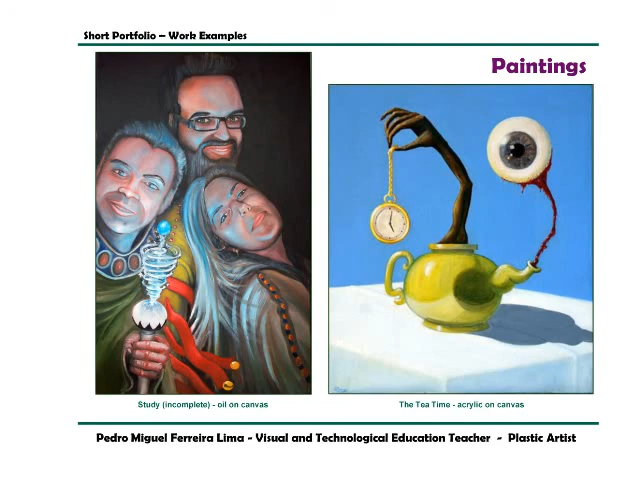 Short Portfolio – Work Examples
Paintings
Study (incomplete) - oil on canvas
The Tea Time - acrylic on canvas
Pedro Miguel Ferreira Lima - Visual and Technological Education Teacher - Plastic Artist